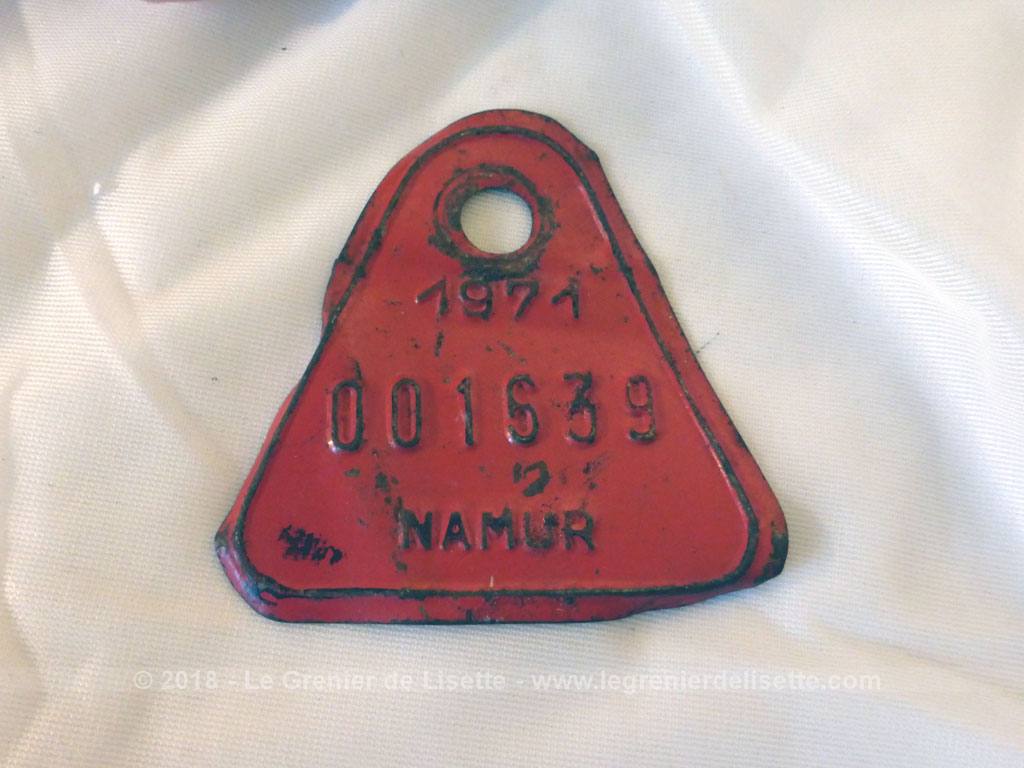 1971
001639
NAMUR
© 2018 - Le Grenier de Lisette - www.legrenierdelisette.com